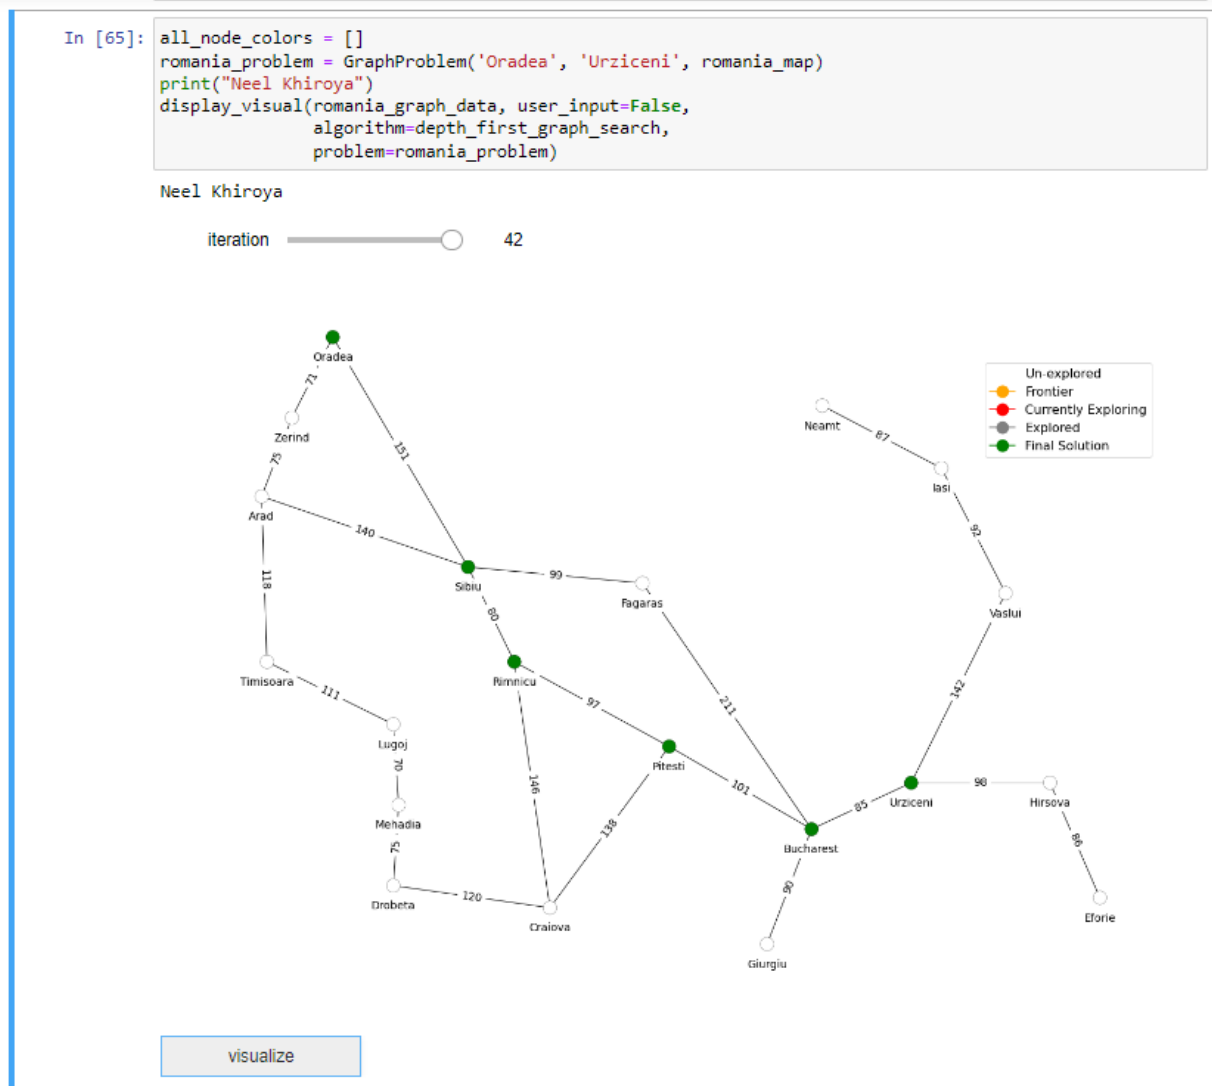 In [65]:
all_node_colors = []
romania_problem = GraphProblem('Oradea', 'Urziceni', romania_map)
print("Neel Khiroya")
display_visual(romania_graph_data, user_input=False,
algorithm=depth_first_graph_search,
problem=romania_problem)
Neel Khiroya
iteration
42
Oradea
71
Zerind
75
Arad
151
140
118
Sibiu
99
Fagaras
80
Timisoara
111
Rimnicu
97
211
Lugoj
70
Mehadia
75
Drobeta
120
146
Craiova
138
Pitesti
101
Bucharest
90
Giurgiu
85
Urziceni
98
Hirsova
86
Eforie
142
Vaslui
92
Iasi
87
Neamt
Un-explored
Frontier
Currently Exploring
Explored
Final Solution
visualize